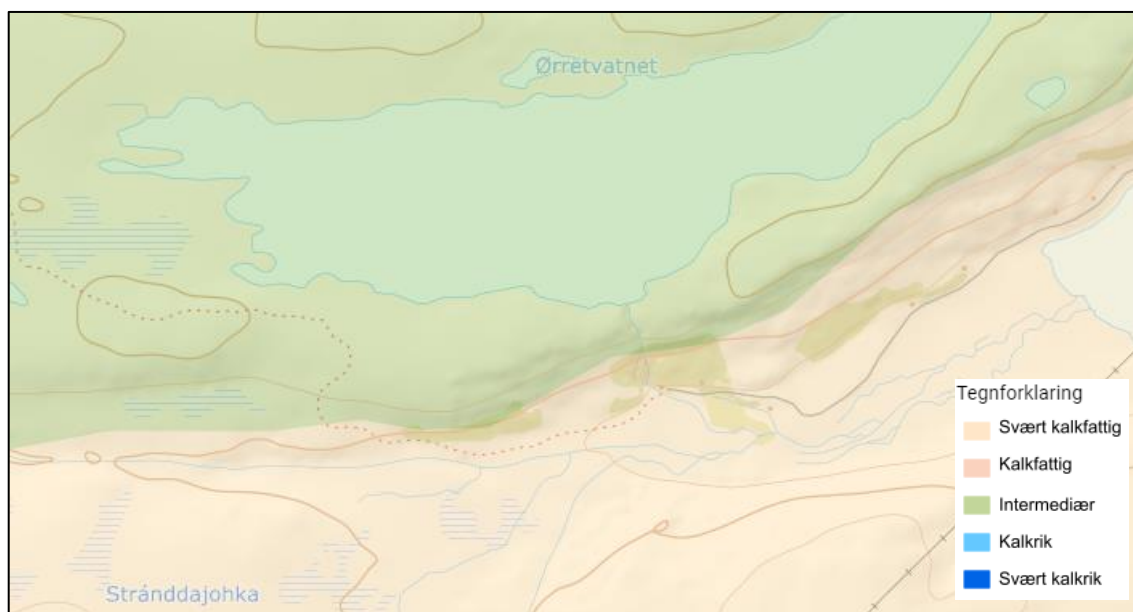 Ørretvatnet
Stránddajohka
Tegnforklaring
Svært kalkfattig
Kalkfattig
Intermediær
Kalkrik
Svært kalkrik